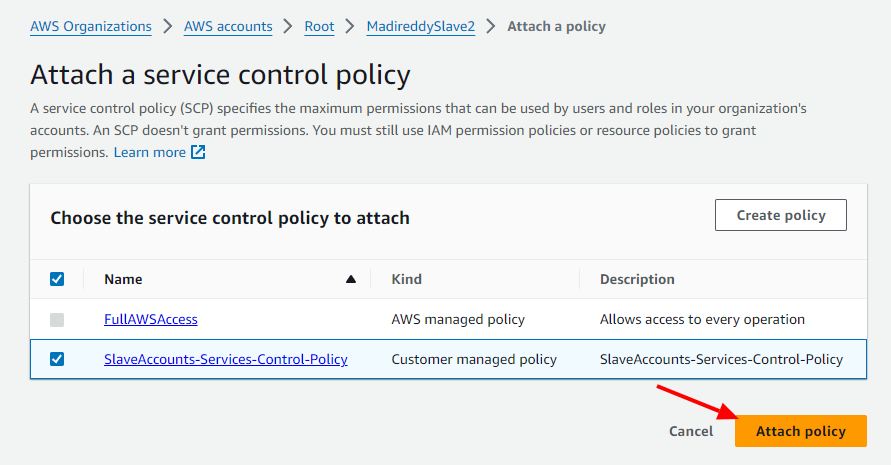 AWS Organizations > AWS accounts > Root > MadireddySlave2 > Attach a policy
Attach a service control policy
A service control policy (SCP) specifies the maximum permissions that can be used by users and roles in your organization's
accounts. An SCP doesn't grant permissions. You must still use IAM permission policies or resource policies to grant
permissions. Learn more
Choose the service control policy to attach
Create policy
Name Kind Description
FullAWSAccess AWS managed policy Allows access to every operation
SlaveAccounts-Services-Control-Policy Customer managed policy SlaveAccounts-Services-Control-Policy
Cancel Attach policy